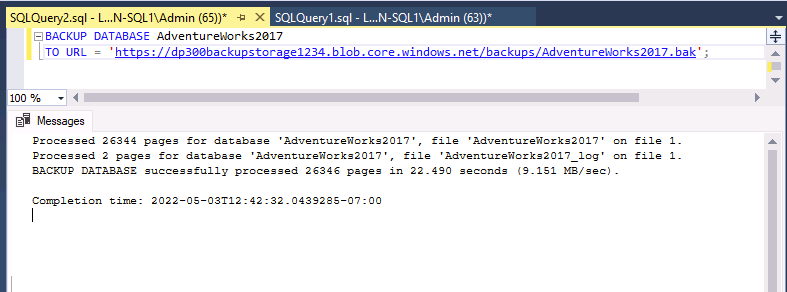 SQLQuery2.sql - L...N-SQL1\Admin (65))*
SQLQuery1.sql - L...N-SQL1\Admin (63))*
BACKUP DATABASE AdventureWorks2017
TO URL = 'https://dp300backupstorage1234.blob.core.windows.net/backups/AdventureWorks2017.bak';
100 %
Messages
Processed 26344 pages for database 'AdventureWorks2017', file 'AdventureWorks2017' on file 1.
Processed 2 pages for database 'AdventureWorks2017', file 'AdventureWorks2017_log' on file 1.
BACKUP DATABASE successfully processed 26346 pages in 22.490 seconds (9.151 MB/sec).
Completion time: 2022-05-03T12:42:32.0439285-07:00